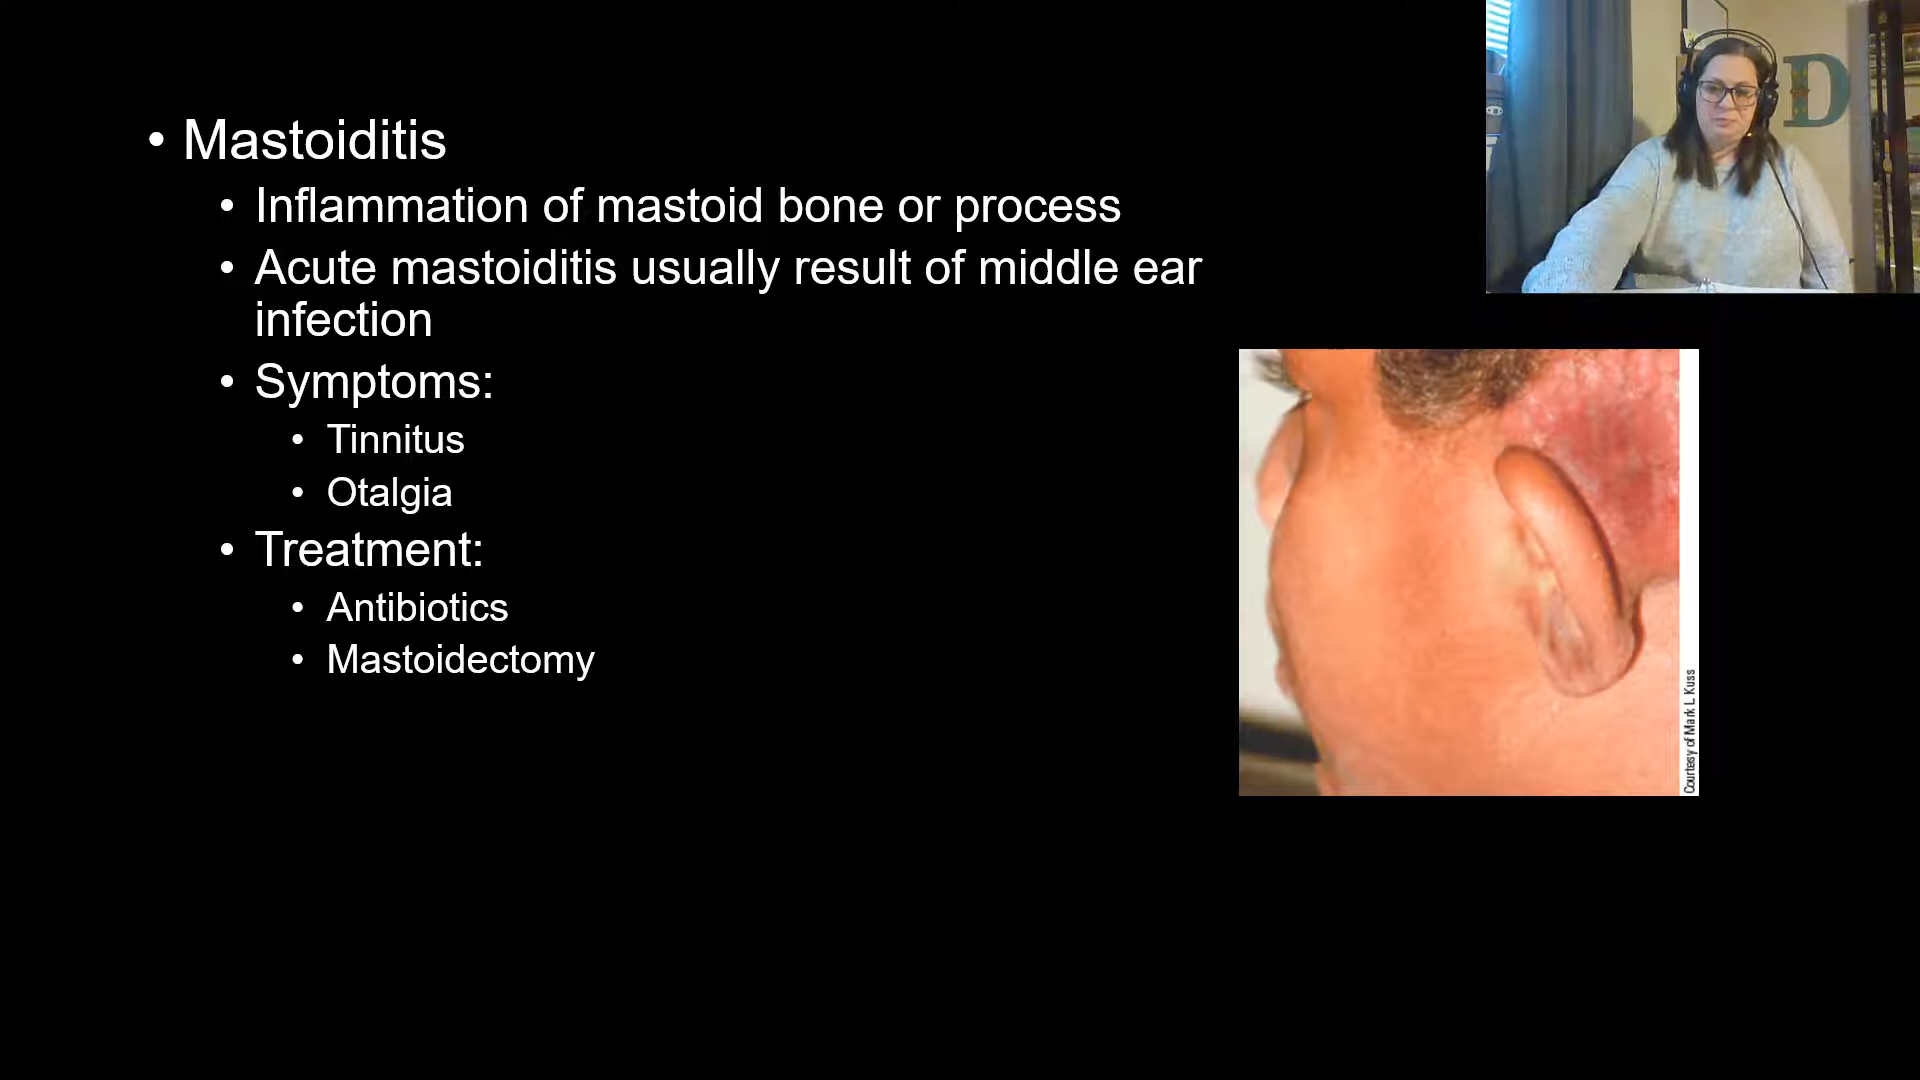 • Mastoiditis
• Inflammation of mastoid bone or process
• Acute mastoiditis usually result of middle ear
infection
• Symptoms:
• Tinnitus
• Otalgia
• Treatment:
• Antibiotics
• Mastoidectomy
D
Courtesy of Mark L Kuss